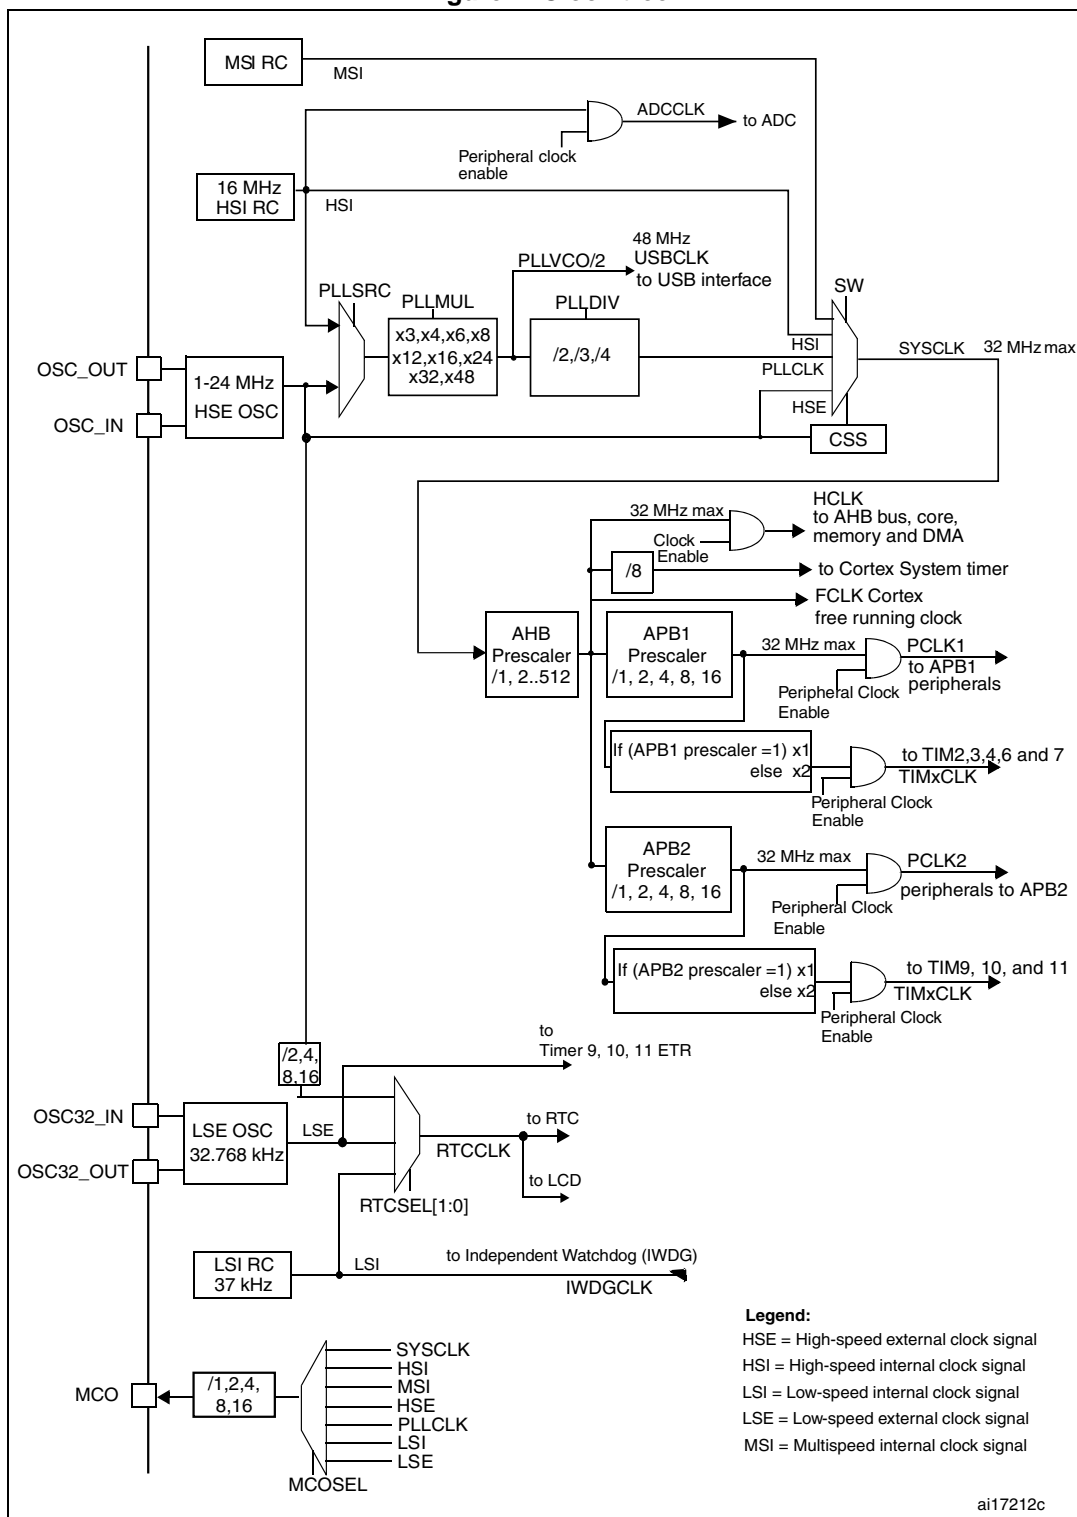 MSI RC
MSI
ADCCLK
to ADC
Peripheral clock
enable
16 MHz
HSI RC
HSI
48 MHz
USBCLK
to USB interface
PLLVCO/2
PLLSRC
PLLMUL
PLLDIV
SW
x3,x4,x6,x8
x12,x16,x24
x32,x48
/2,/3,/4
HSI
PLLCLK
HSE
SYSCLK
32 MHz max
OSC_OUT
OSC_IN
1-24 MHz
HSE OSC
CSS
32 MHz max
Clock
Enable
HCLK
to AHB bus, core,
memory and DMA
/8
to Cortex System timer
FCLK Cortex
free running clock
AHB
Prescaler
/1, 2..512
APB1
Prescaler
/1, 2, 4, 8, 16
32 MHz max
PCLK1
to APB1
peripherals
Peripheral Clock
Enable
If (APB1 prescaler =1) x1
else x2
to TIM2,3,4,6 and 7
TIMxCLK
Peripheral Clock
Enable
APB2
Prescaler
/1, 2, 4, 8, 16
32 MHz max
PCLK2
peripherals to APB2
Peripheral Clock
Enable
If (APB2 prescaler =1) x1
else x2
to TIM9, 10, and 11
TIMxCLK
Peripheral Clock
Enable
/2,4,
8,16
to
Timer 9, 10, 11 ETR
OSC32_IN
OSC32_OUT
LSE OSC
32.768 kHz
LSE
RTCCLK
to RTC
to LCD
RTCSEL[1:0]
LSI RC
37 kHz
LSI
to Independent Watchdog (IWDG)
IWDGCLK
MCO
/1,2,4,
8,16
SYSCLK
HSI
MSI
HSE
PLLCLK
LSI
LSE
MCOSEL
Legend:
HSE = High-speed external clock signal
HSI = High-speed internal clock signal
LSI = Low-speed internal clock signal
LSE = Low-speed external clock signal
MSI = Multispeed internal clock signal
ai17212c